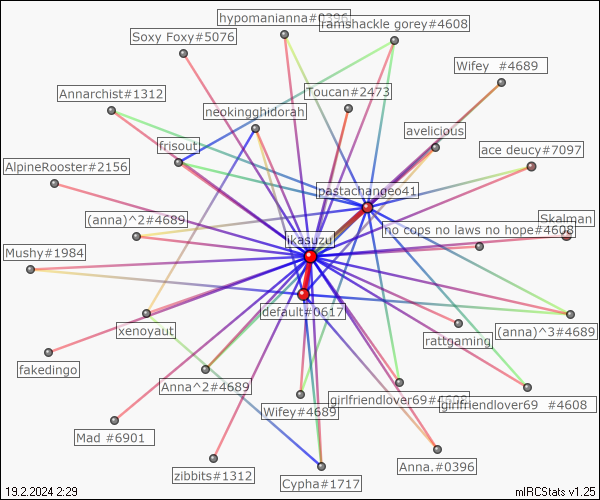 hypomanianna#0396
ramshackle gorey#4608
Soxy Foxy#5076
Wifey  #4689
Annarchist#1312
Toucan#2473
neokingghidorah
avelicious
frisout
ace deucy#7097
AlpineRooster#2156
pastachaneeo41
(anna)^2#4689
Skalman
no cops no laws no hope#4608
ikasuzu
Mushy#1984
default#0617
xenoyaut
(anna)^3#4689
rattgaming
fakedingo
Anna^2#4689
girlfriendlover69#4608
girlfriendlover69  #4608
Wifey#4689
Mad #6901
Anna.#0396
zibbits#1312
Cypha#1717
19.2.2024 2:29
mIRCStats v1.25